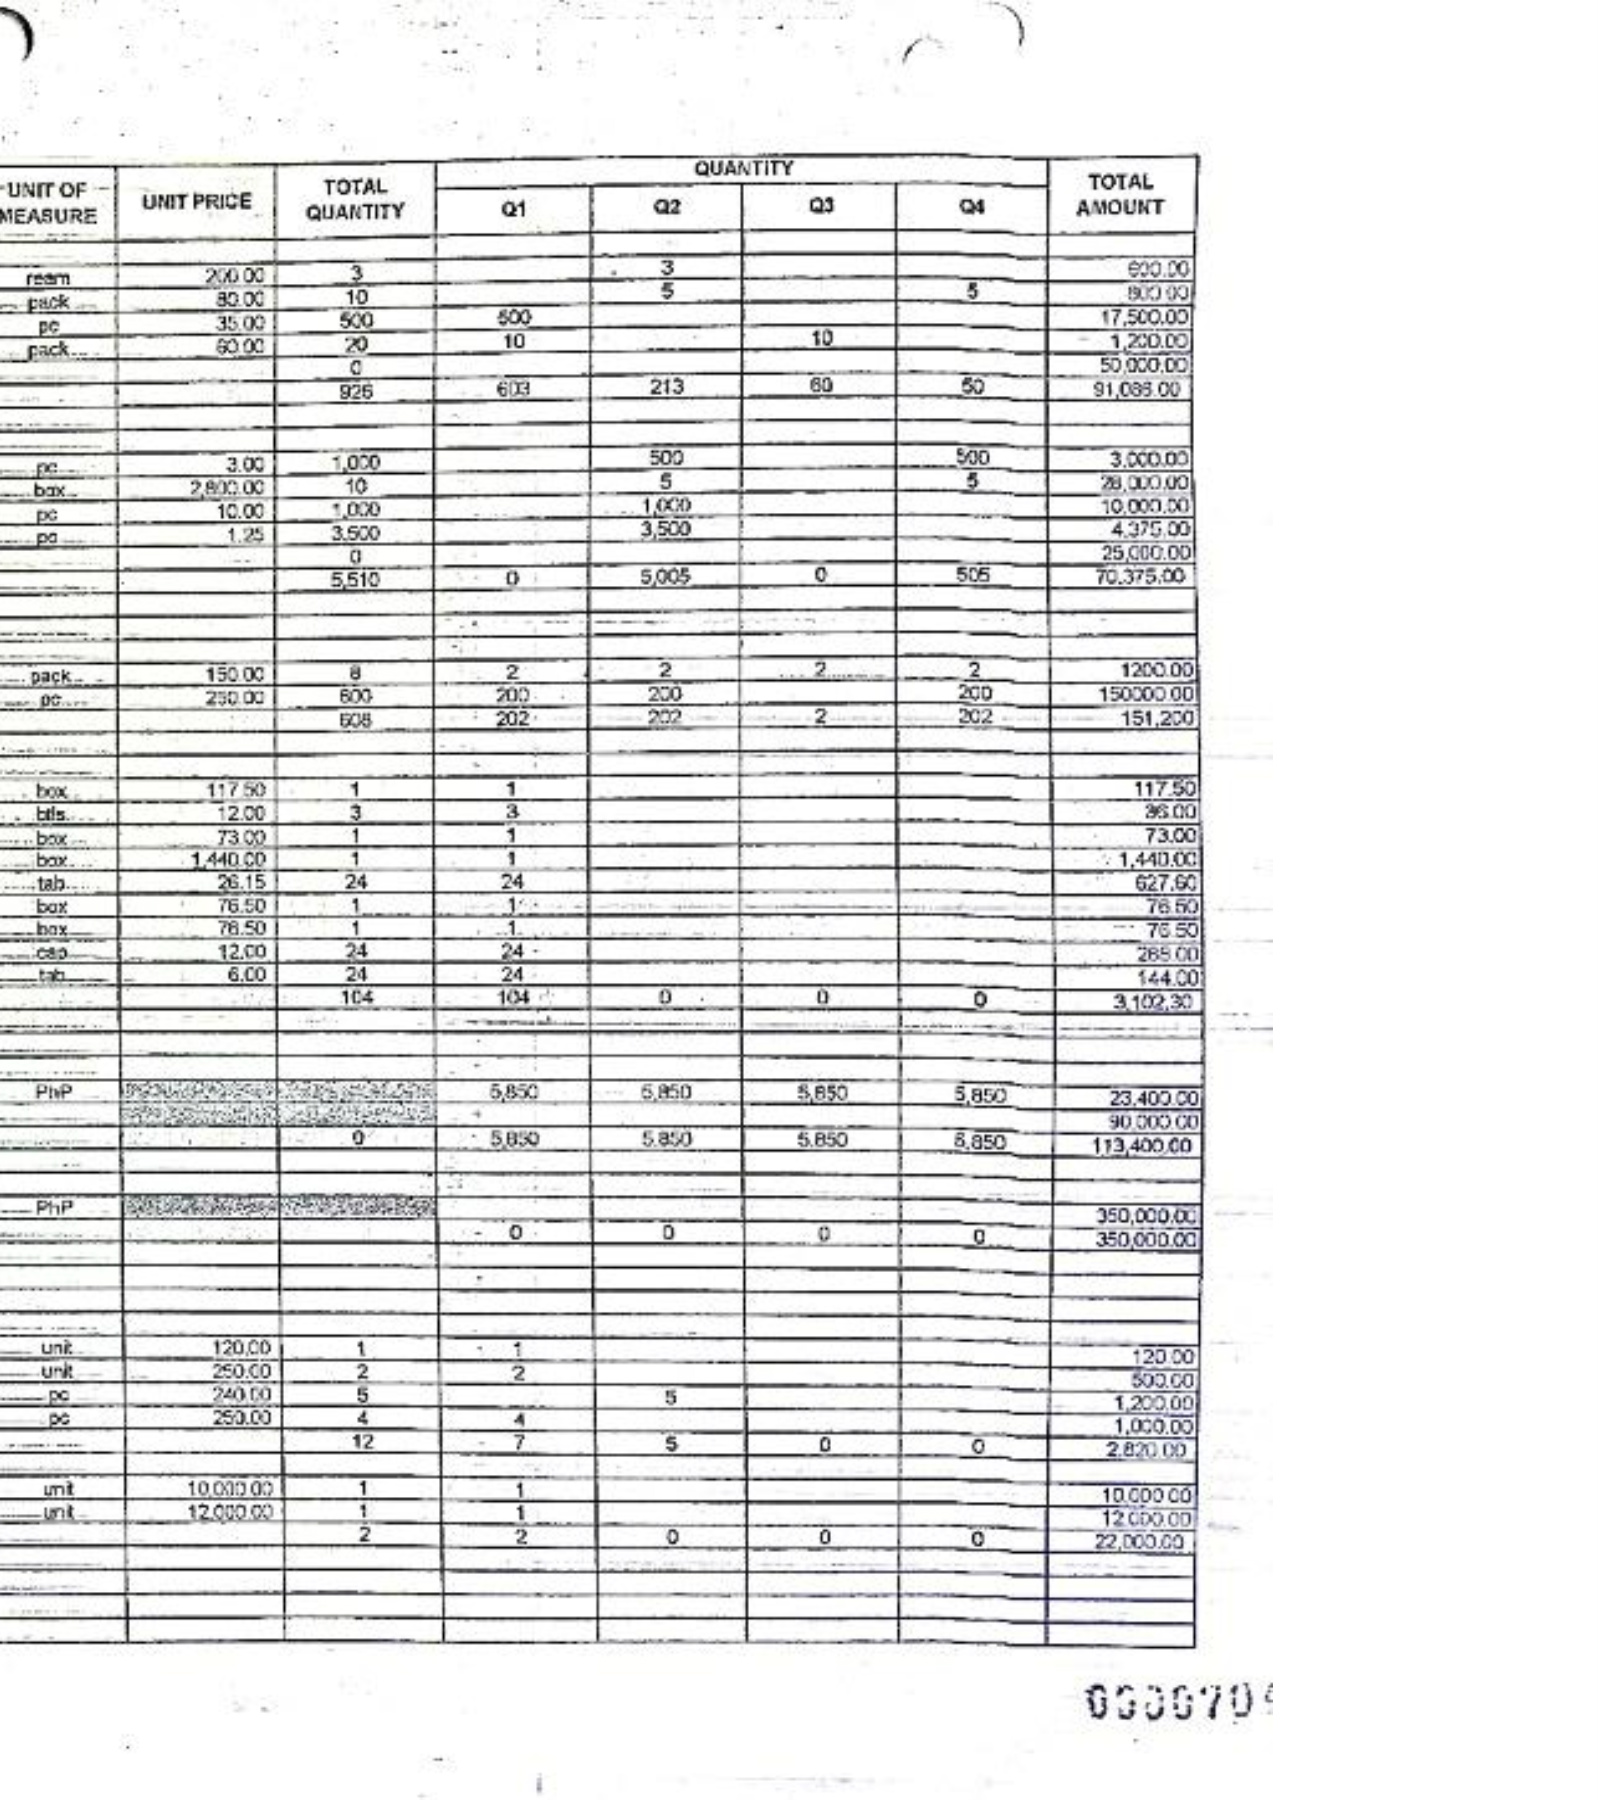 UNIT OF MEASURE UNIT PRICE TOTAL QUANTITY QUANTITY Q1 Q2 Q3 Q4 TOTAL AMOUNT
ream 200.00 3 3 600.00
pack 80.00 10 5 5 800.00
pc 35.00 500 500 17,500.00
pack 60.00 20 10 10 1,200.00
0 50,000.00
926 603 213 60 50 91,086.00
pc 3.00 1,000 500 500 3,000.00
box 2,800.00 10 5 5 28,000.00
pc 10.00 1,000 1,000 10,000.00
pc 1.25 3,500 3,500 4,375.00
0 25,000.00
5,510 0 5,005 0 505 70,375.00
pack 150.00 8 2 2 2 2 1200.00
pc 250.00 600 200 200 200 150000.00
608 202 202 2 202 151,200
box 117.50 1 1 117.50
btls 12.00 3 3 36.00
box 73.00 1 1 73.00
box 1,440.00 1 1 1,440.00
tab 26.15 24 24 627.60
box 76.50 1 1 76.50
box 76.50 1 1 76.50
cap 12.00 24 24 288.00
tab 6.00 24 24 144.00
104 104 0 0 0 3,102.30
PhP 5,850 5,850 5,850 5,850 23,400.00
90,000.00
0 5,850 5,850 5,850 5,850 113,400.00
PhP 350,000.00
0 0 0 0 350,000.00
unit 120.00 1 1 120.00
unit 250.00 2 2 500.00
pc 240.00 5 5 1,200.00
pc 250.00 4 4 1,000.00
12 7 5 0 0 2,820.00
unit 10,000.00 1 1 10,000.00
unit 12,000.00 1 1 12,000.00
2 2 0 0 0 22,000.00